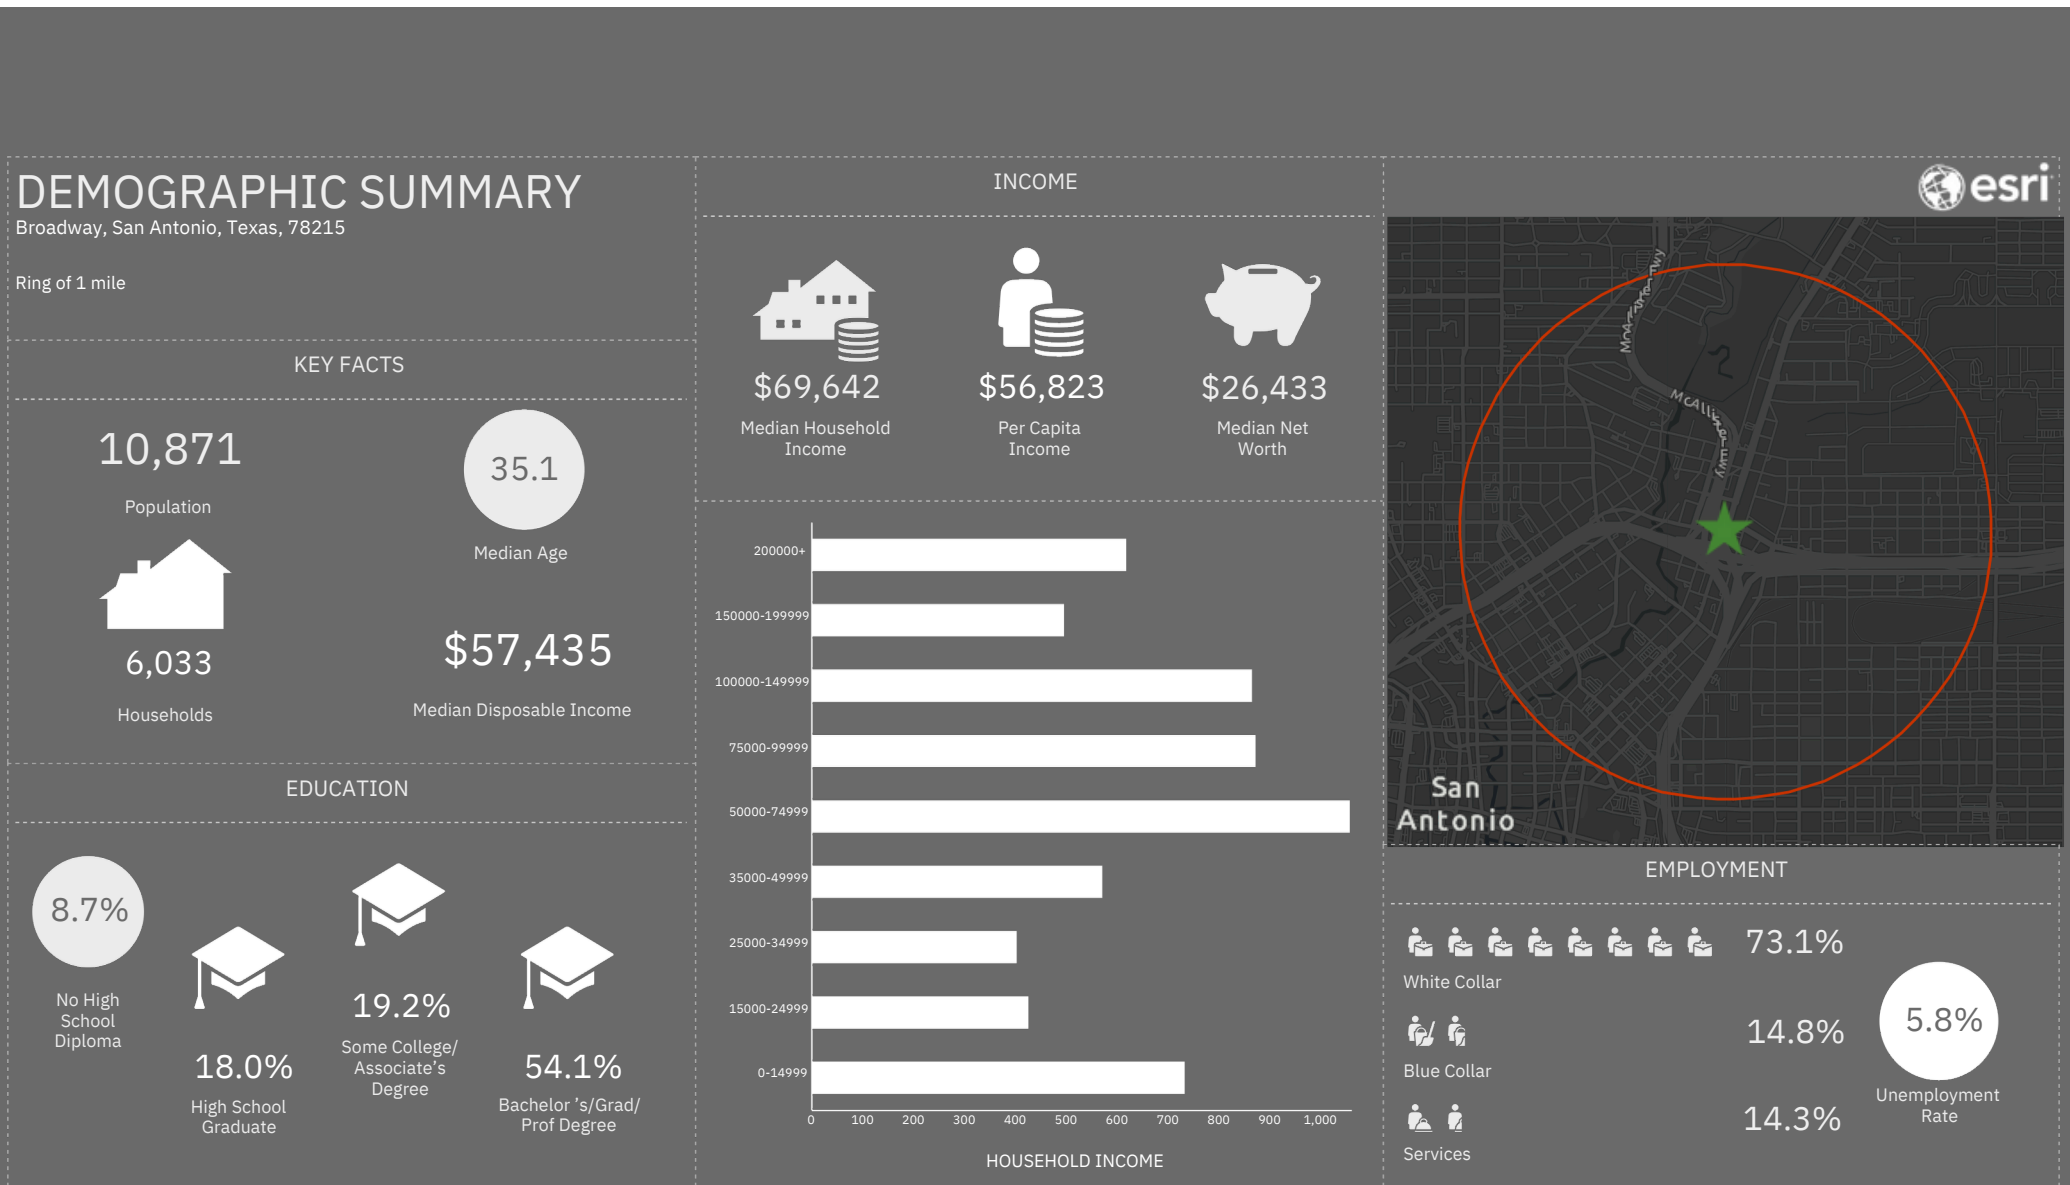 DEMOGRAPHIC SUMMARY
Broadway, San Antonio, Texas, 78215
Ring of 1 mile
KEY FACTS
10,871
Population
35.1
Median Age
6,033
Households
$57,435
Median Disposable Income
EDUCATION
8.7%
No High
School
Diploma
18.0%
High School
Graduate
19.2%
Some College/
Associate's
Degree
54.1%
Bachelor 's/Grad/
Prof Degree
INCOME
$69,642
Median Household
Income
$56,823
Per Capita
Income
$26,433
Median Net
Worth
200000+
150000-199999
100000-149999
75000-99999
50000-74999
35000-49999
25000-34999
15000-24999
0-14999
0 100 200 300 400 500 600 700 800 900 1,000
HOUSEHOLD INCOME
esri
San
Antonio
EMPLOYMENT
73.1%
White Collar
14.8%
Blue Collar
14.3%
Services
5.8%
Unemployment
Rate